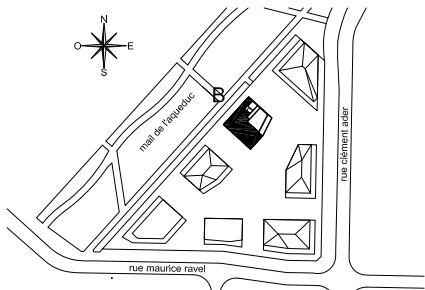 N
O
E
S
B
mail de l'aqueduc
rue clément ader
rue maurice ravel